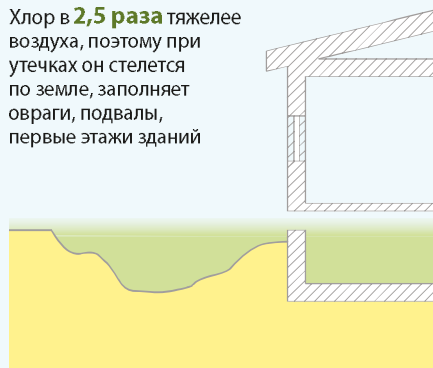 Хлор в 2,5 раза тяжелее
воздуха, поэтому при
утечках он стелется
по земле, заполняет
овраги, подвалы,
первые этажи зданий